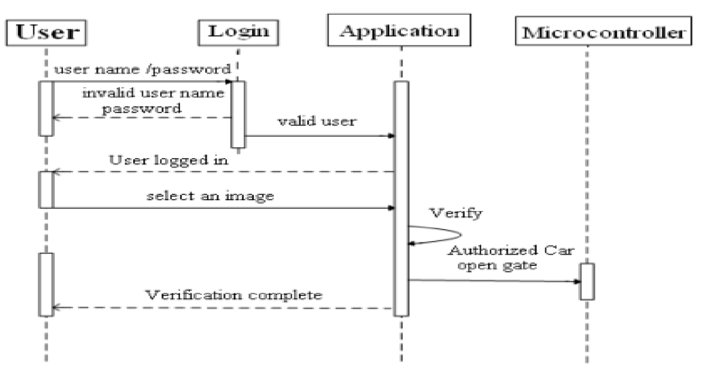 User
Login
Application
Microcontroller
user name /password
invalid user name
password
valid user
User logged in
select an image
Verify
Authorized Car
open gate
Verification complete